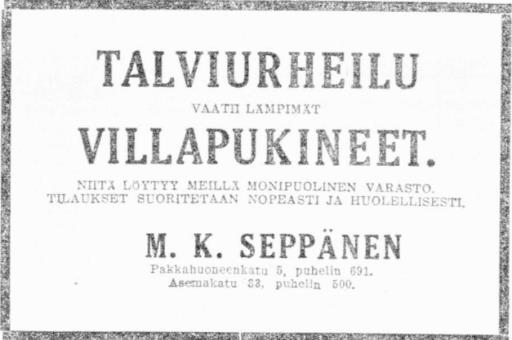 TALVIURHEILU
VAATII LÄMPIMÄT
VILLAPUKINEET.
NIITÄ LÖYTYY MEILLÄ MONIPUOLINEN VARASTO.
TILAUKSET SUORITETAAN NOPEASTI JA HUOLELLISESTI.
M. K. SEPPÄNEN
Pakkahuoneenkatu 5, puhelin 691.
Asemakatu 33, puhelin 500.